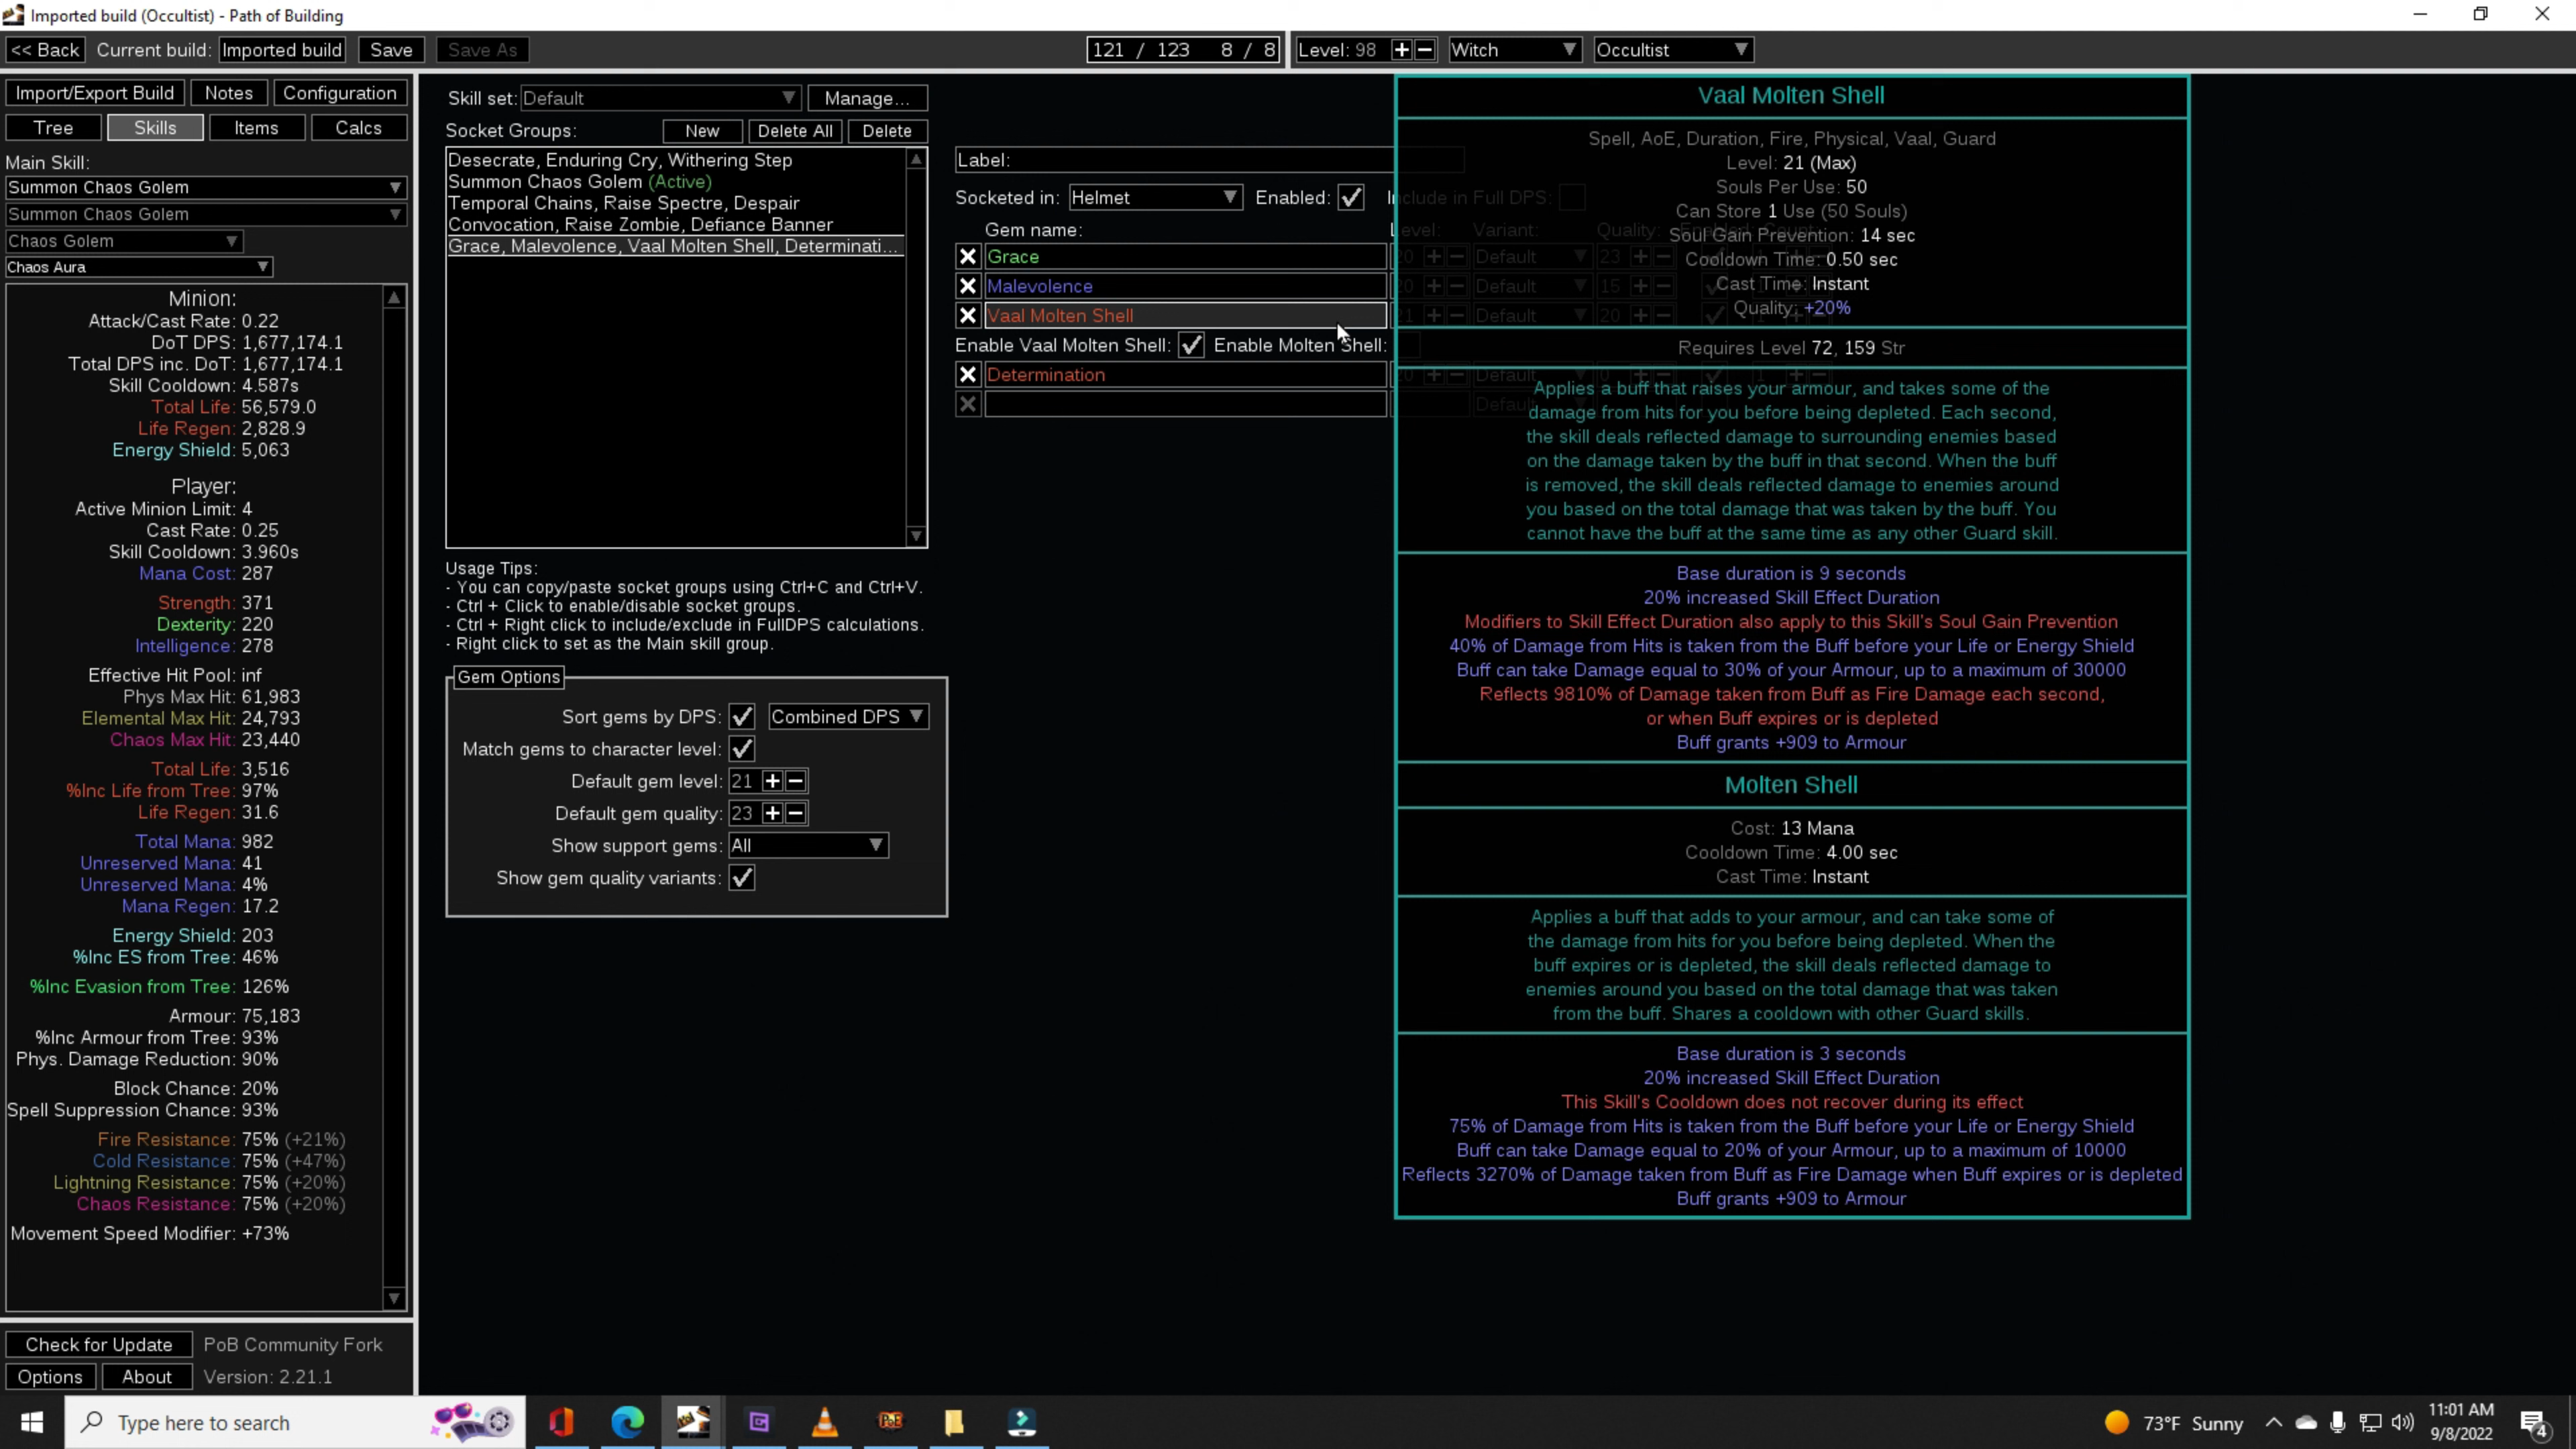 Imported build (Occultist) - Path of Building
<< Back Current build: Imported build Save Save As 121 / 123 8 / 8 Level: 98 Witch Occultist
Import/Export Build Notes Configuration
Tree Skills Items Calcs
Main Skill:
Summon Chaos Golem
Summon Chaos Golem
Chaos Golem
Chaos Aura
Minion:
Attack/Cast Rate: 0.22
DoT DPS: 1,677,174.1
Total DPS inc. DoT: 1,677,174.1
Skill Cooldown: 4.587s
Total Life: 56,579.0
Life Regen: 2,828.9
Energy Shield: 5,063
Player:
Active Minion Limit: 4
Cast Rate: 0.25
Skill Cooldown: 3.960s
Mana Cost: 287
Strength: 371
Dexterity: 220
Intelligence: 278
Effective Hit Pool: inf
Phys Max Hit: 61,983
Elemental Max Hit: 24,793
Chaos Max Hit: 23,440
Total Life: 3,516
%Inc Life from Tree: 97%
Life Regen: 31.6
Total Mana: 982
Unreserved Mana: 41
Unreserved Mana: 4%
Mana Regen: 17.2
Energy Shield: 203
%Inc ES from Tree: 46%
%Inc Evasion from Tree: 126%
Armour: 75,183
%Inc Armour from Tree: 93%
Phys. Damage Reduction: 90%
Block Chance: 20%
Spell Suppression Chance: 93%
Fire Resistance: 75% (+21%)
Cold Resistance: 75% (+47%)
Lightning Resistance: 75% (+20%)
Chaos Resistance: 75% (+20%)
Movement Speed Modifier: +73%
Check for Update PoB Community Fork
Options About Version: 2.21.1
Skill set: Default Manage...
Socket Groups: New Delete All Delete
Desecrate, Enduring Cry, Withering Step
Summon Chaos Golem (Active)
Temporal Chains, Raise Spectre, Despair
Convocation, Raise Zombie, Defiance Banner
Grace, Malevolence, Vaal Molten Shell, Determinati...
Usage Tips:
- You can copy/paste socket groups using Ctrl+C and Ctrl+V.
- Ctrl + Click to enable/disable socket groups.
- Ctrl + Right click to include/exclude in FullDPS calculations.
- Right click to set as the Main skill group.
Gem Options
Sort gems by DPS: Combined DPS
Match gems to character level:
Default gem level: 21
Default gem quality: 23
Show support gems: All
Show gem quality variants:
Label:
Socketed in: Helmet Enabled: Include in Full DPS:
Gem name: Level: Variant: Quality:
Grace 20 Default 23
Malevolence 20 Default 15
Vaal Molten Shell 21 Default 20
Enable Vaal Molten Shell: Enable Molten Shell:
Determination 20 Default
Default
Vaal Molten Shell
Spell, AoE, Duration, Fire, Physical, Vaal, Guard
Level: 21 (Max)
Souls Per Use: 50
Can Store 1 Use (50 Souls)
Soul Gain Prevention: 14 sec
Cooldown Time: 0.50 sec
Cast Time: Instant
Quality: +20%
Requires Level 72, 159 Str
Applies a buff that raises your armour, and takes some of the
damage from hits for you before being depleted. Each second,
the skill deals reflected damage to surrounding enemies based
on the damage taken by the buff in that second. When the buff
is removed, the skill deals reflected damage to enemies around
you based on the total damage that was taken by the buff. You
cannot have the buff at the same time as any other Guard skill.
Base duration is 9 seconds
20% increased Skill Effect Duration
Modifiers to Skill Effect Duration also apply to this Skill's Soul Gain Prevention
40% of Damage from Hits is taken from the Buff before your Life or Energy Shield
Buff can take Damage equal to 30% of your Armour, up to a maximum of 30000
Reflects 9810% of Damage taken from Buff as Fire Damage each second,
or when Buff expires or is depleted
Buff grants +909 to Armour
Molten Shell
Cost: 13 Mana
Cooldown Time: 4.00 sec
Cast Time: Instant
Applies a buff that adds to your armour, and can take some of
the damage from hits for you before being depleted. When the
buff expires or is depleted, the skill deals reflected damage to
enemies around you based on the total damage that was taken
from the buff. Shares a cooldown with other Guard skills.
Base duration is 3 seconds
20% increased Skill Effect Duration
This Skill's Cooldown does not recover during its effect
75% of Damage from Hits is taken from the Buff before your Life or Energy Shield
Buff can take Damage equal to 20% of your Armour, up to a maximum of 10000
Reflects 3270% of Damage taken from Buff as Fire Damage when Buff expires or is depleted
Buff grants +909 to Armour
Type here to search
73°F Sunny
11:01 AM
9/8/2022
4